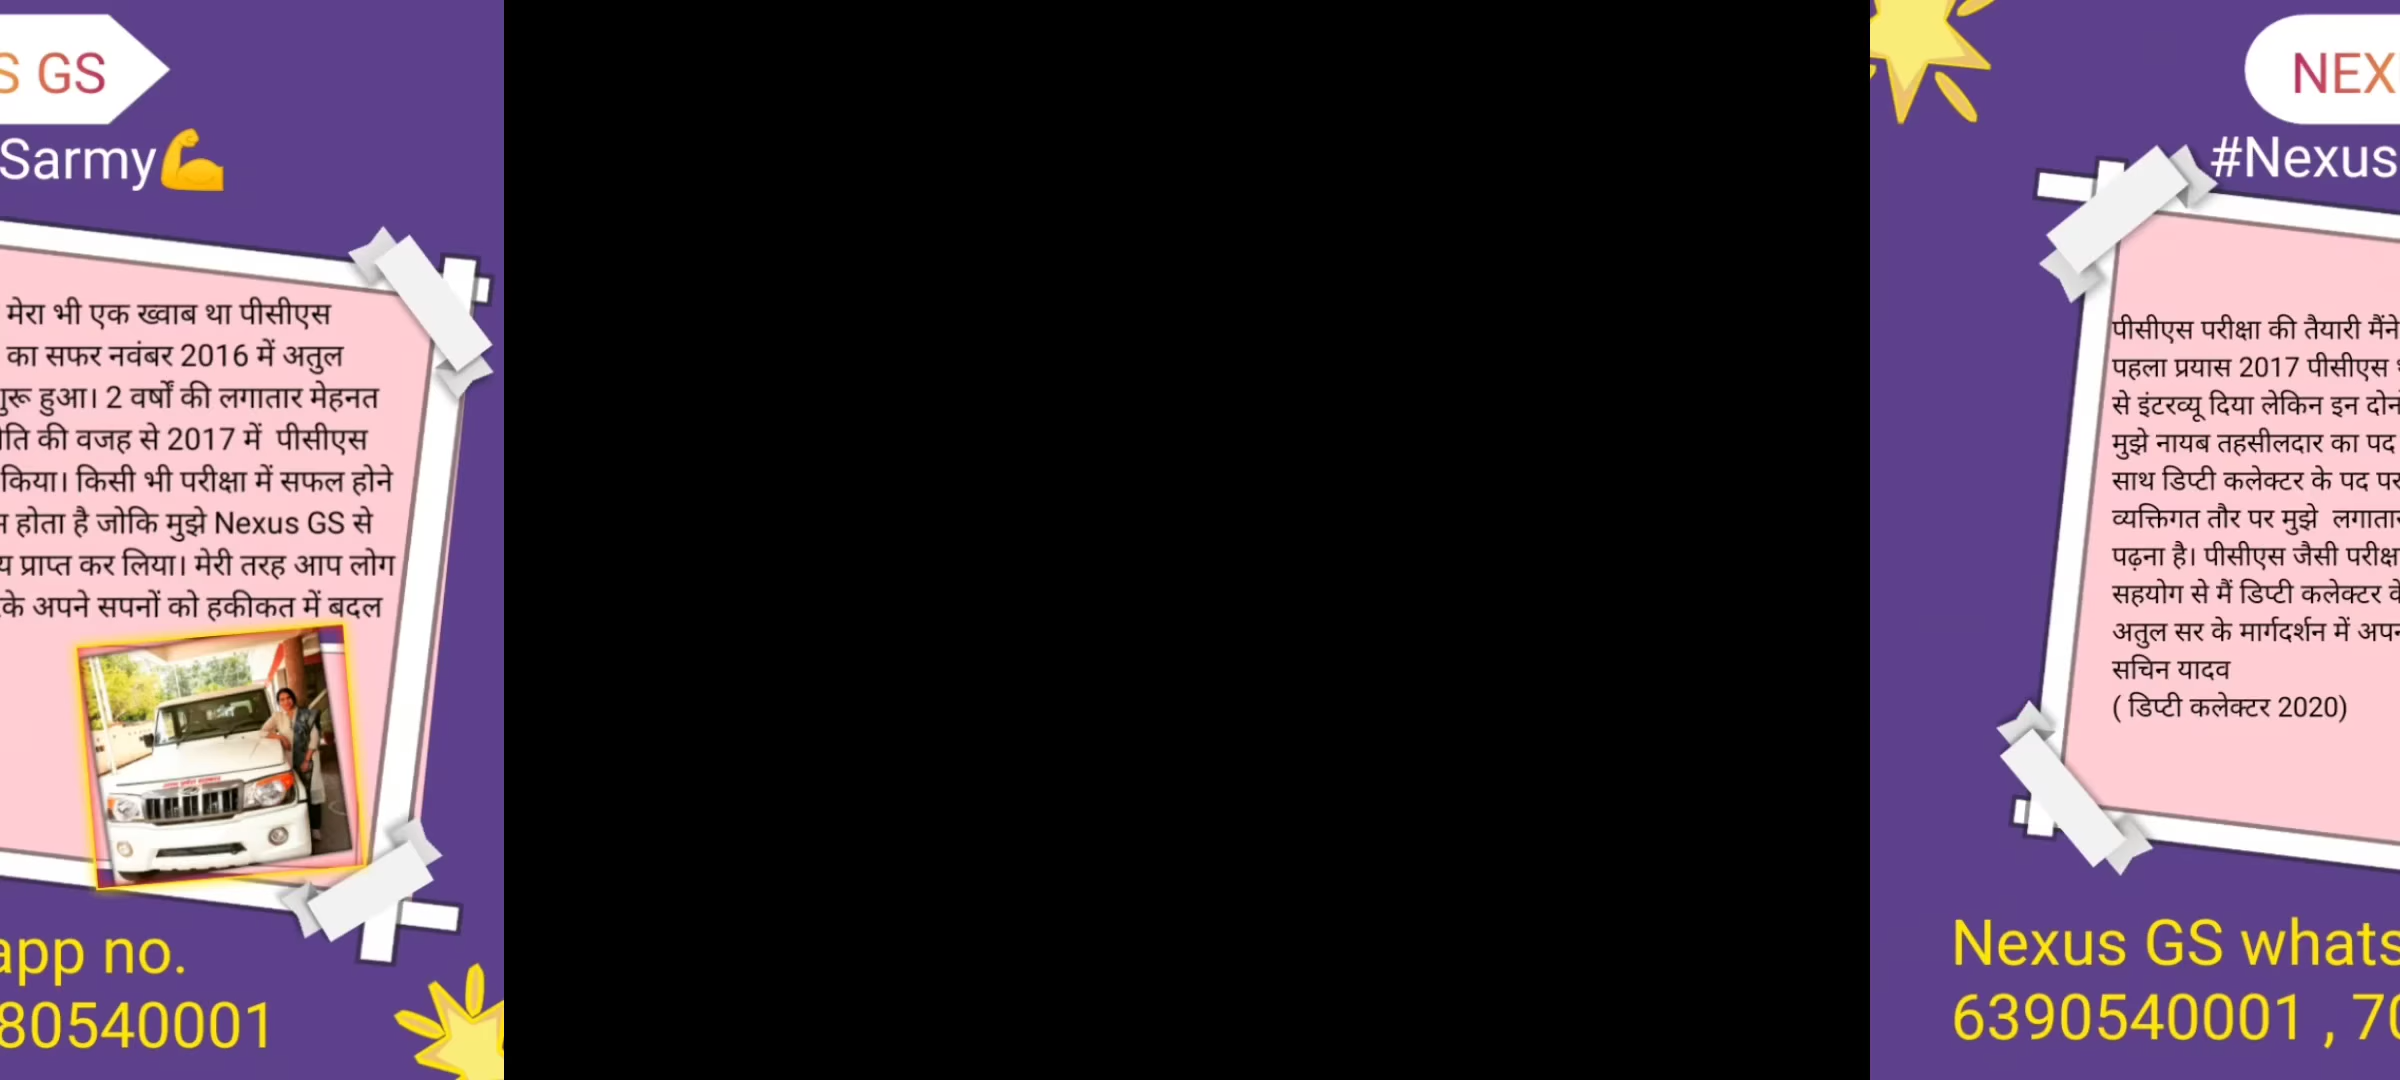 S GS
Sarmy💪
मेरा भी एक ख्वाब था पीसीएस
का सफर नवंबर 2016 में अतुल
हुआ। 2 वर्षों की लगातार मेहनत
की वजह से 2017 में पीसीएस
किया। किसी भी परीक्षा में सफल होने
होता है जोकि मुझे Nexus GS से
प्राप्त कर लिया। मेरी तरह आप लोग
के अपने सपनों को हकीकत में बदल
app no.
80540001
NEX
#Nexus
पीसीएस परीक्षा की तैयारी मैंने
पहला प्रयास 2017 पीसीएस
से इंटरव्यू दिया लेकिन इन
मुझे नायब तहसीलदार का पद
साथ डिप्टी कलेक्टर के पद पर
व्यक्तिगत तौर पर मुझे लगातार
पढ़ना है। पीसीएस जैसी
सहयोग से मैं डिप्टी कलेक्टर
अतुल सर के मार्गदर्शन में
सचिन यादव
( डिप्टी कलेक्टर 2020)
Nexus GS whats
6390540001 , 70